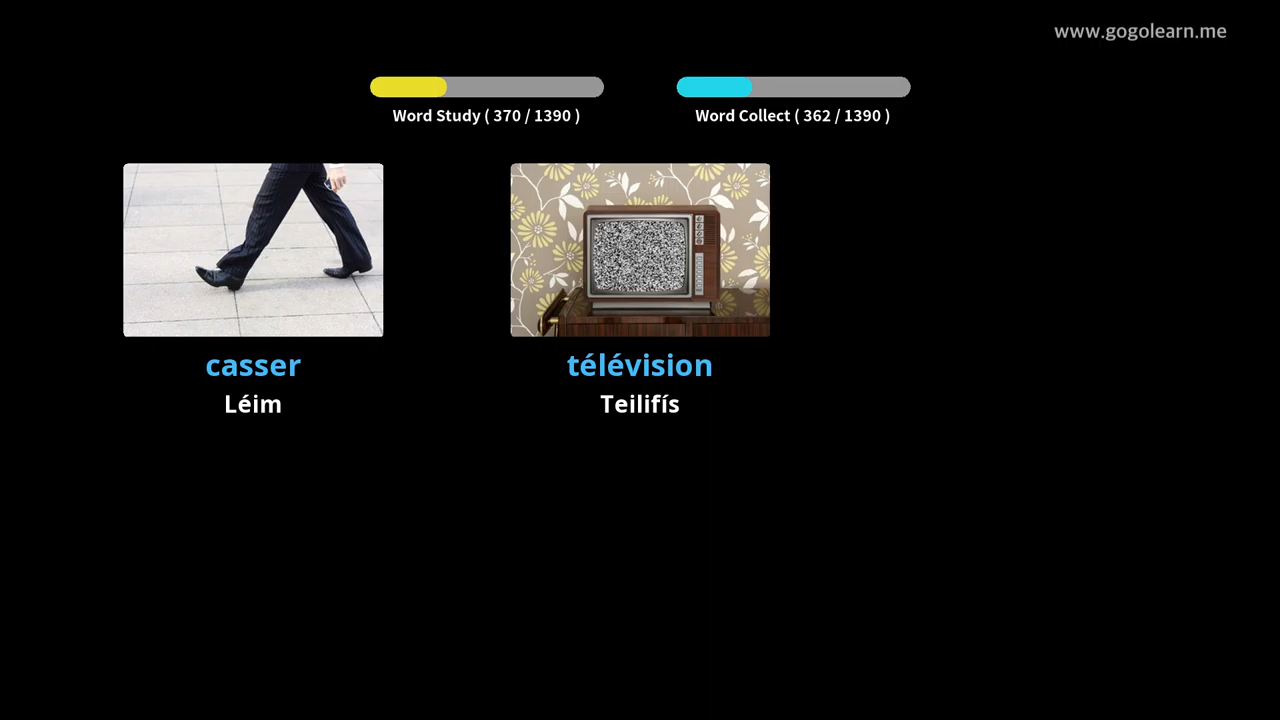 www.gogolearn.me
Word Study ( 370 / 1390 )
Word Collect ( 362 / 1390 )
casser
Léim
télévision
Teilifís